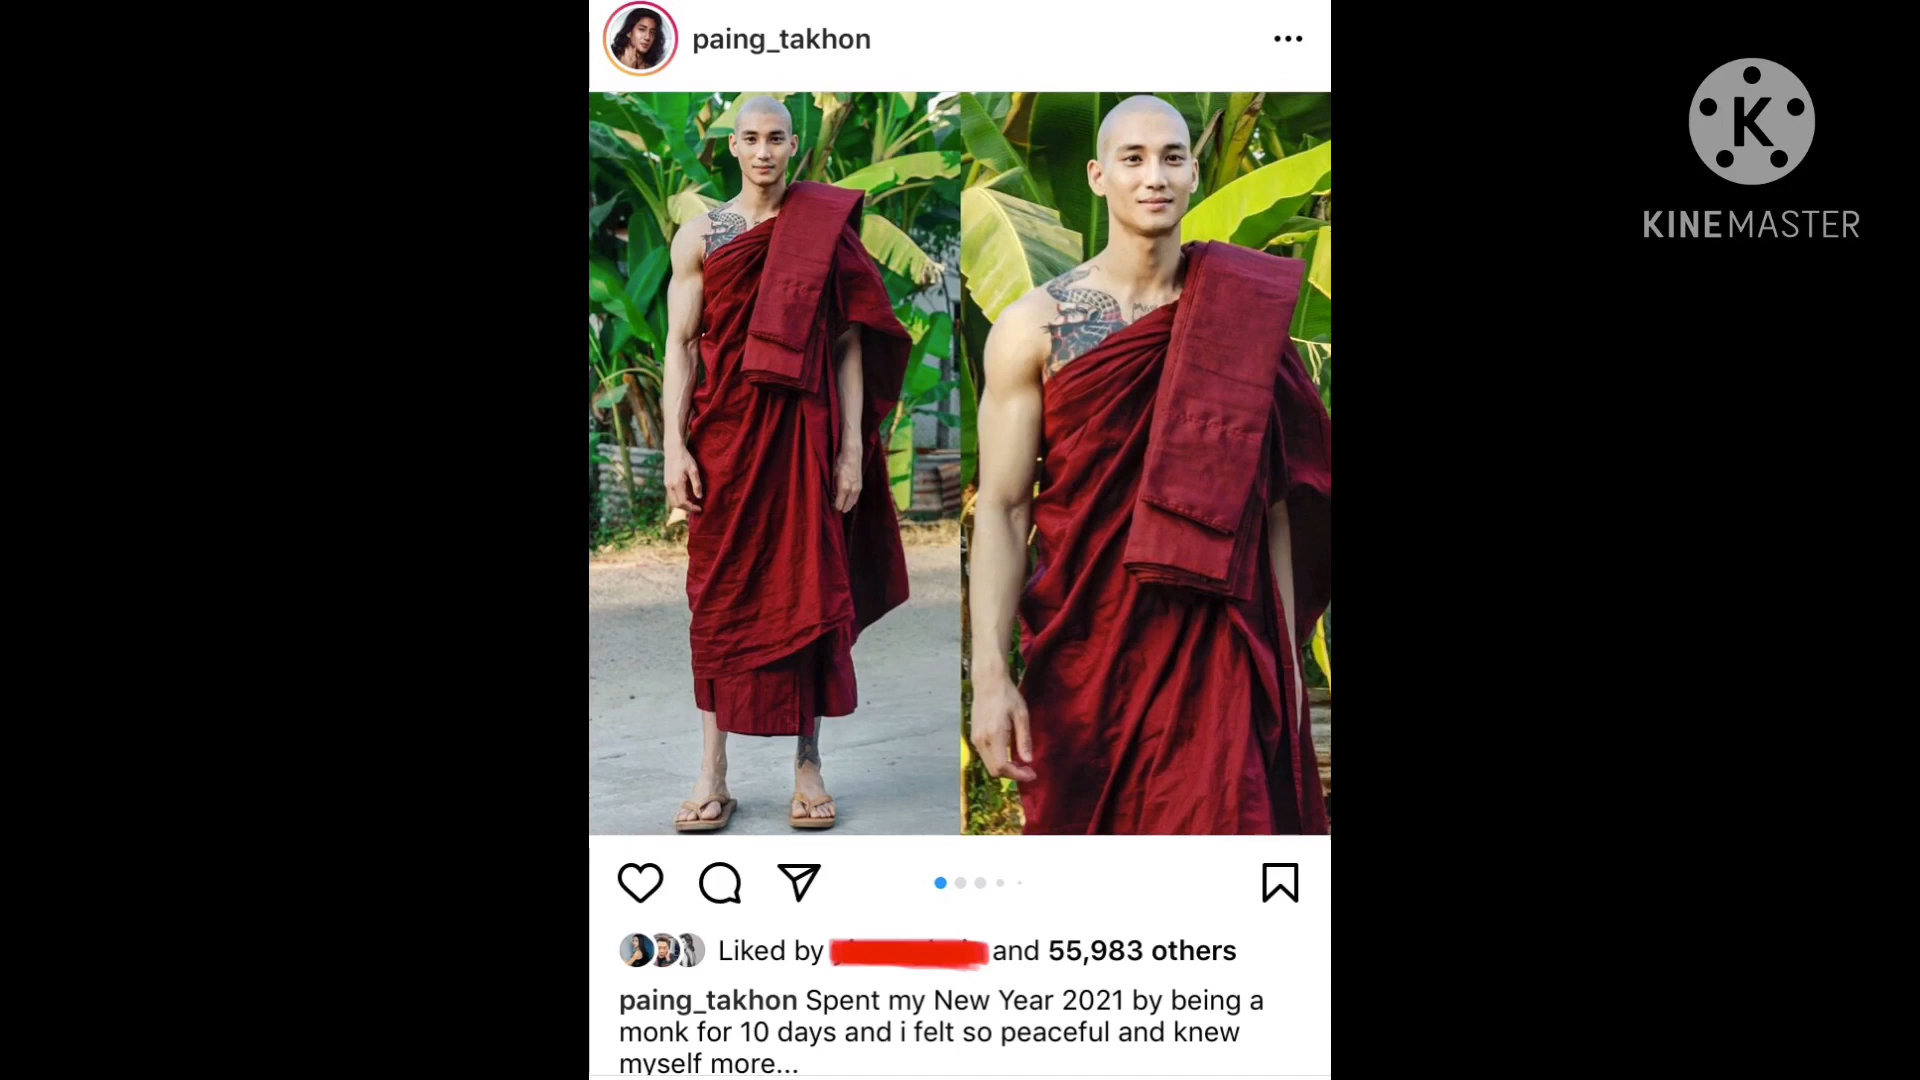 paing_takhon
KINEMASTER
Liked by
and 55,983 others
paing_takhon Spent my New Year 2021 by being a
monk for 10 days and i felt so peaceful and knew
myself more...